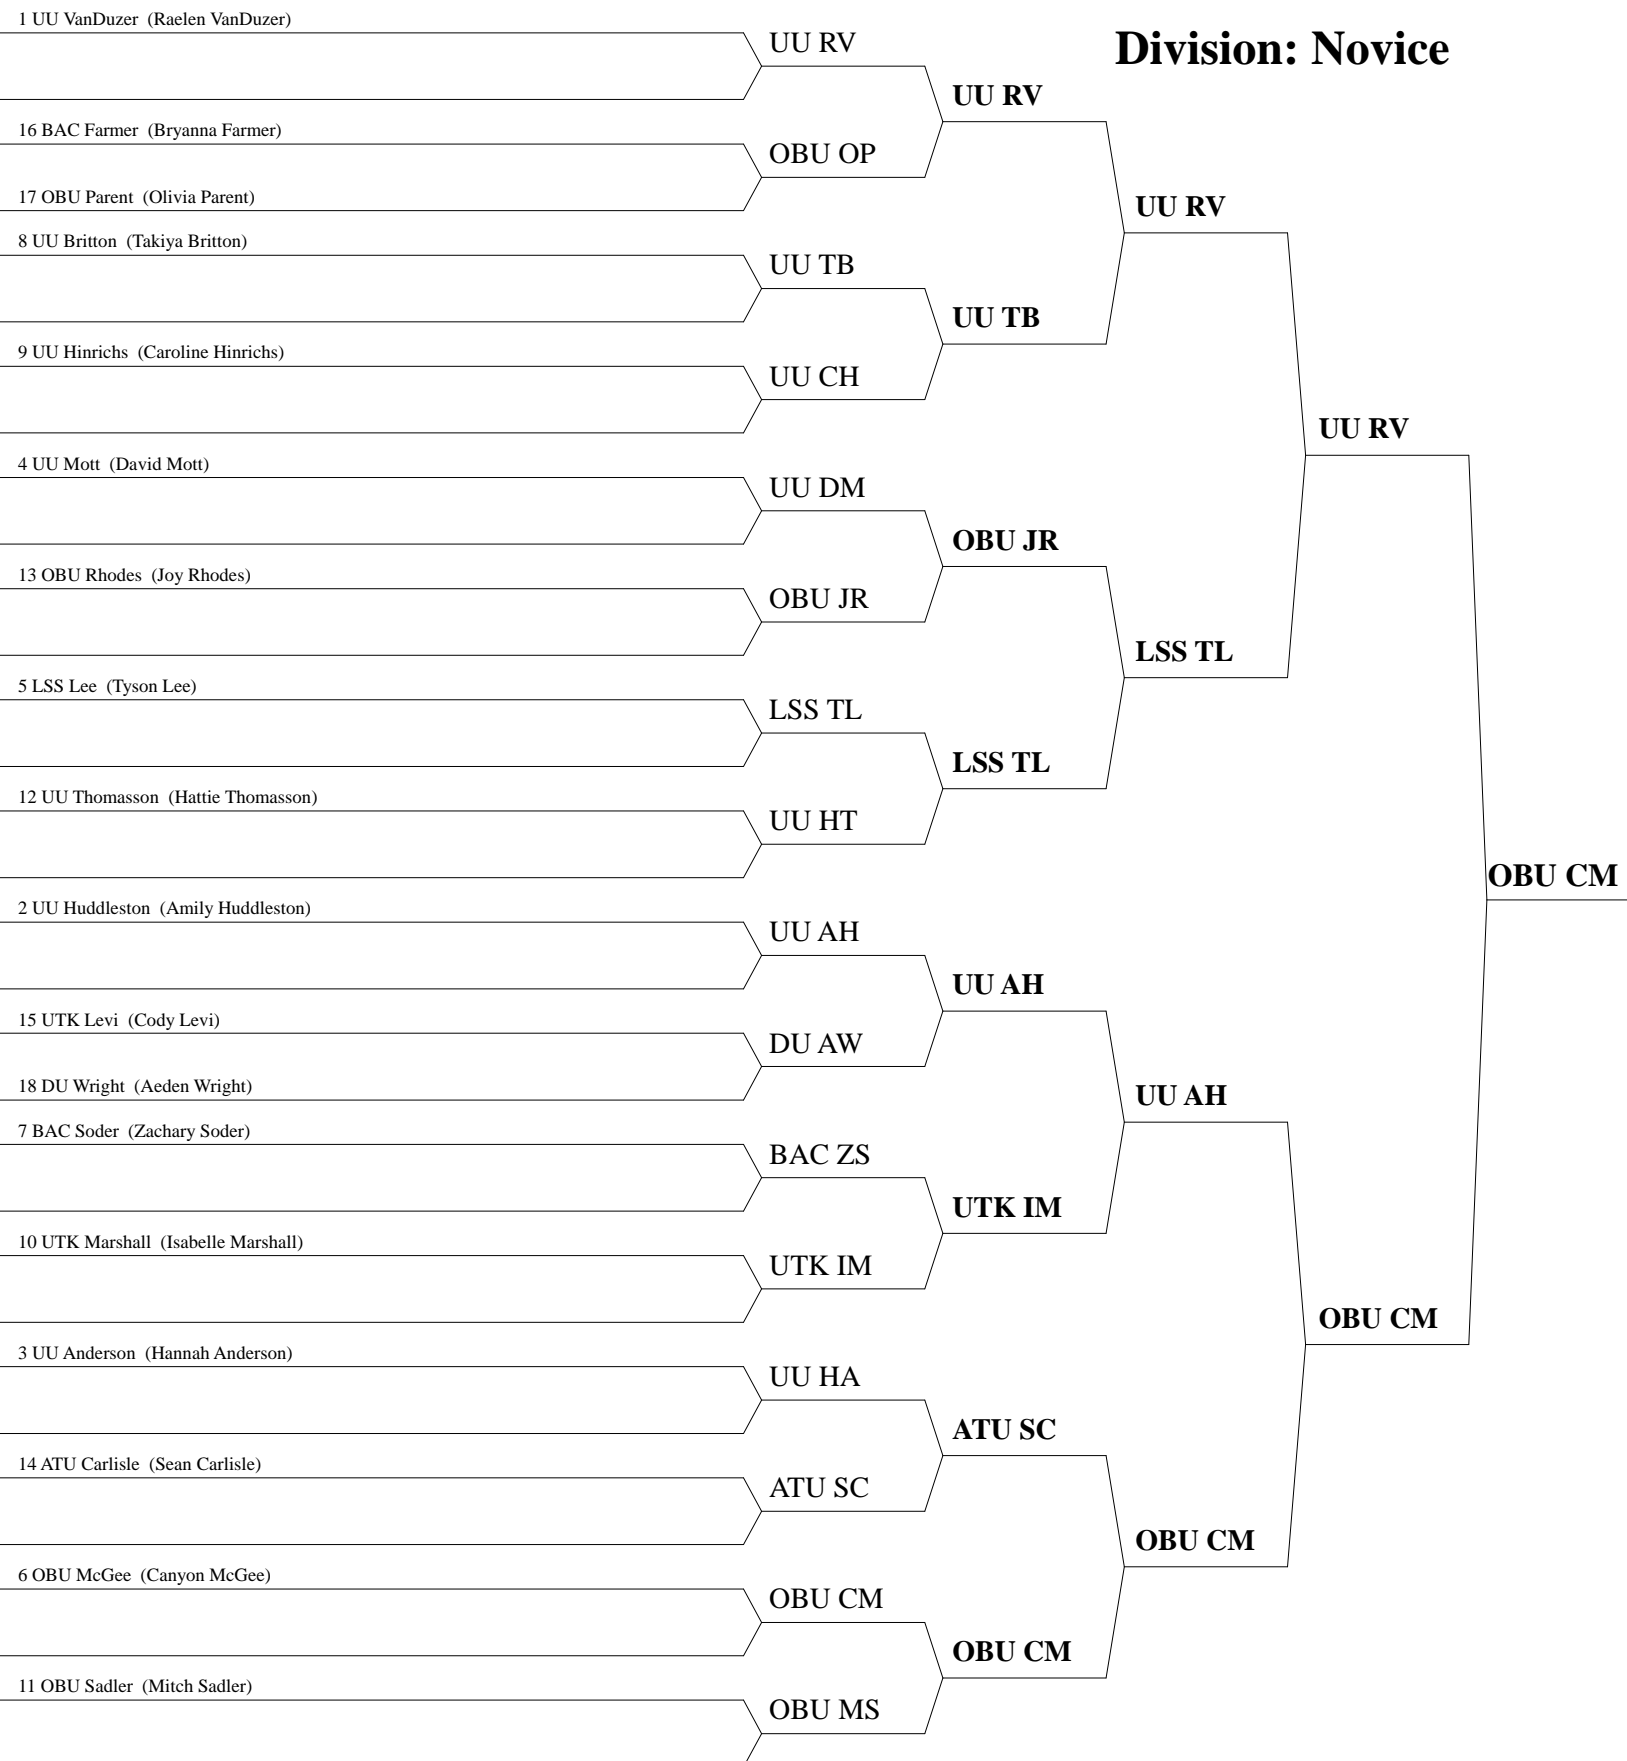 1 UU VanDuzer (Raelen VanDuzer)
UU RV
Division: Novice
UU RV
16 BAC Farmer (Bryanna Farmer)
OBU OP
17 OBU Parent (Olivia Parent)
UU RV
8 UU Britton (Takiya Britton)
UU TB
UU TB
9 UU Hinrichs (Caroline Hinrichs)
UU CH
UU RV
4 UU Mott (David Mott)
UU DM
OBU JR
13 OBU Rhodes (Joy Rhodes)
OBU JR
LSS TL
5 LSS Lee (Tyson Lee)
LSS TL
LSS TL
12 UU Thomasson (Hattie Thomasson)
UU HT
OBU CM
2 UU Huddleston (Amily Huddleston)
UU AH
UU AH
15 UTK Levi (Cody Levi)
DU AW
18 DU Wright (Aeden Wright)
UU AH
7 BAC Soder (Zachary Soder)
BAC ZS
UTK IM
10 UTK Marshall (Isabelle Marshall)
UTK IM
OBU CM
3 UU Anderson (Hannah Anderson)
UU HA
ATU SC
14 ATU Carlisle (Sean Carlisle)
ATU SC
OBU CM
6 OBU McGee (Canyon McGee)
OBU CM
OBU CM
11 OBU Sadler (Mitch Sadler)
OBU MS